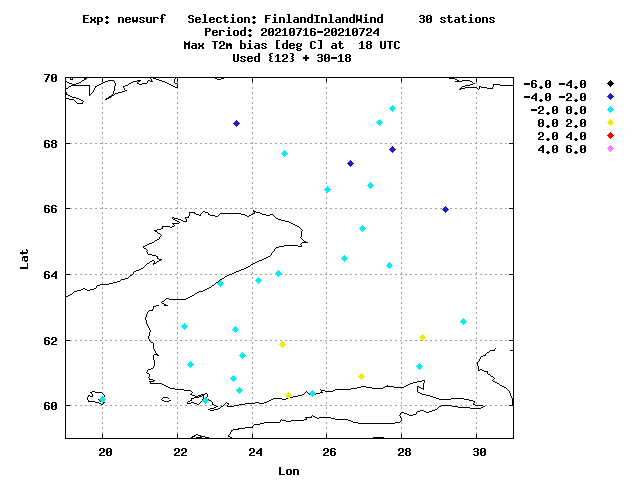 Exp: newsurf Selection: FinlandInlandWind 30 stations
Period: 20210716-20210724
Max T2m bias [deg C] at 18 UTC
Used {12} + 30-18
70
68
66
64
62
60
Lat
20 22 24 26 28 30
Lon
-6.0 -4.0
-4.0 -2.0
-2.0 0.0
0.0 2.0
2.0 4.0
4.0 6.0